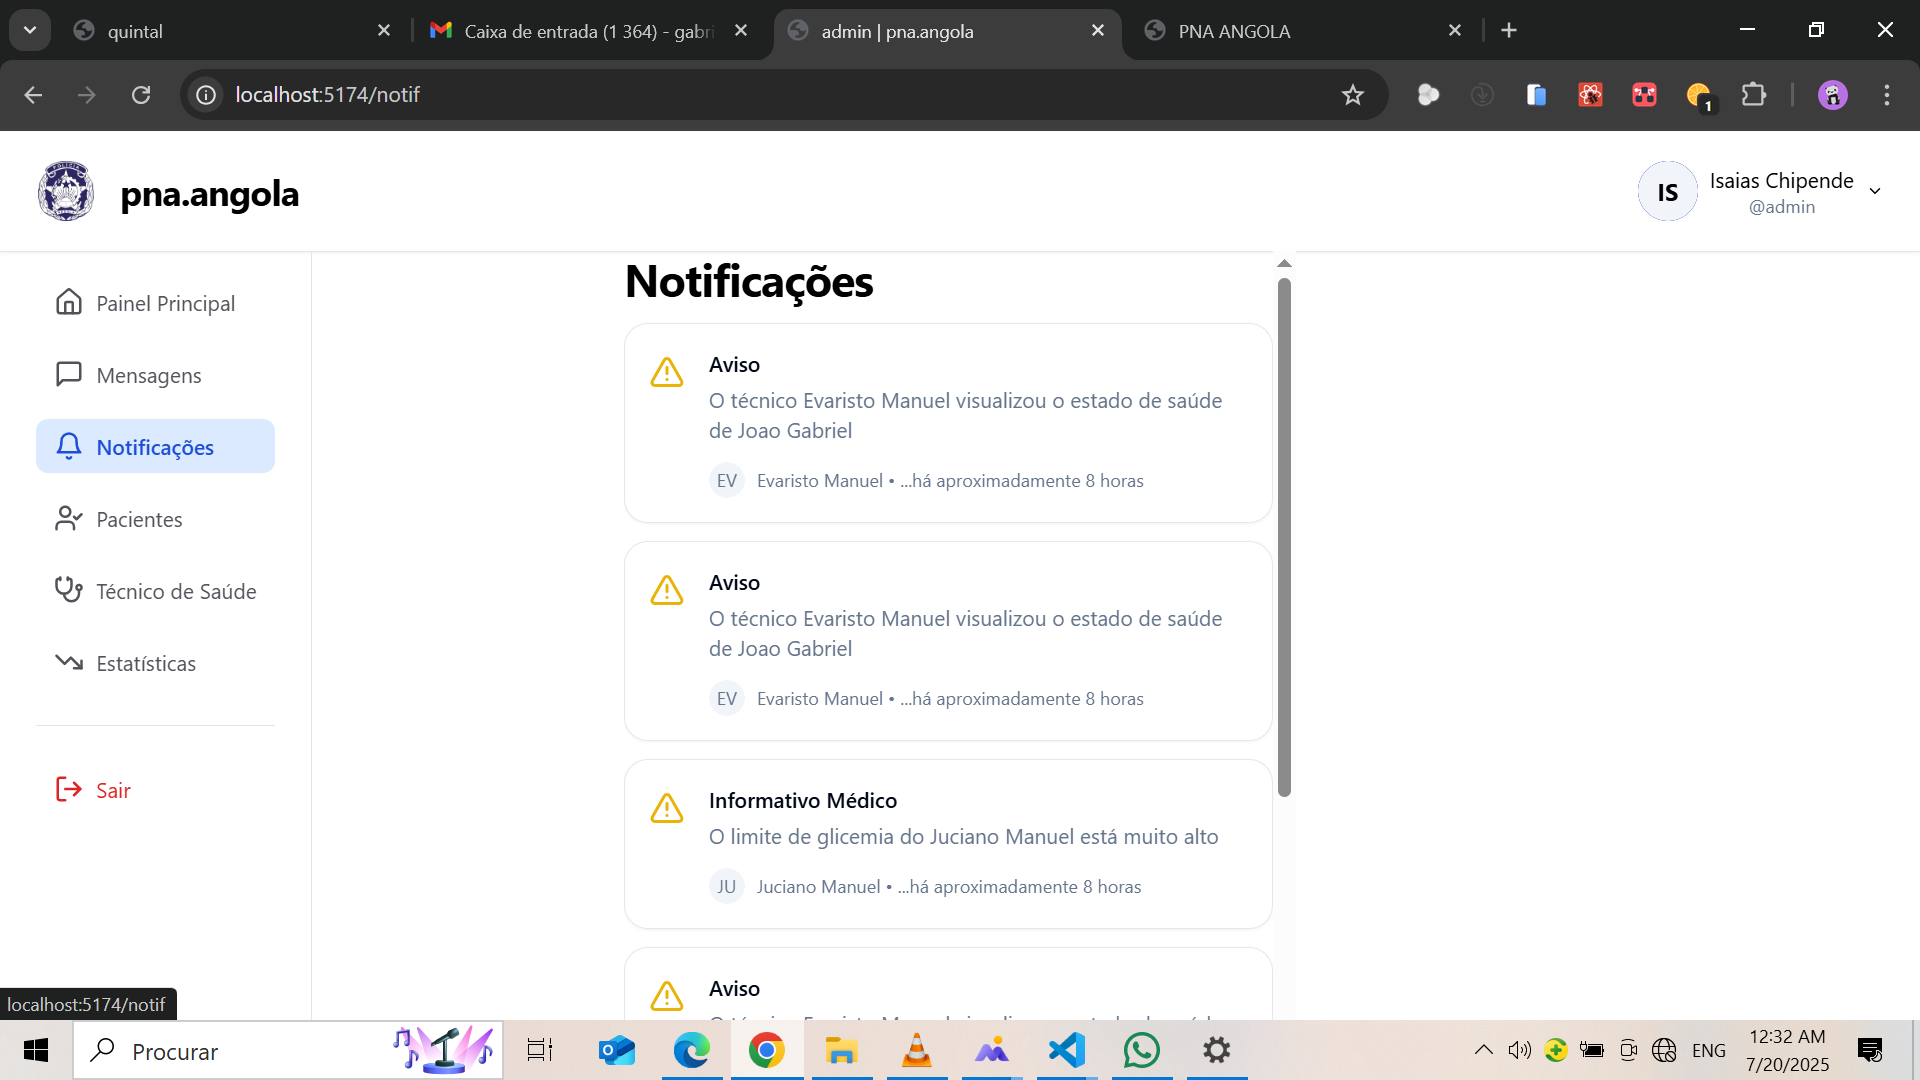 quintal
Caixa de entrada (1 364) - gabri
admin | pna.angola
PNA ANGOLA
localhost:5174/notif
1
pna.angola
IS
Isaias Chipende
@admin
Painel Principal
Mensagens
Notificações
Pacientes
Técnico de Saúde
Estatísticas
Sair
Notificações
Aviso
O técnico Evaristo Manuel visualizou o estado de saúde
de Joao Gabriel
EV
Evaristo Manuel • ...há aproximadamente 8 horas
Aviso
O técnico Evaristo Manuel visualizou o estado de saúde
de Joao Gabriel
EV
Evaristo Manuel • ...há aproximadamente 8 horas
Informativo Médico
O limite de glicemia do Juciano Manuel está muito alto
JU
Juciano Manuel • ...há aproximadamente 8 horas
Aviso
localhost:5174/notif
Procurar
ENG
12:32 AM
7/20/2025